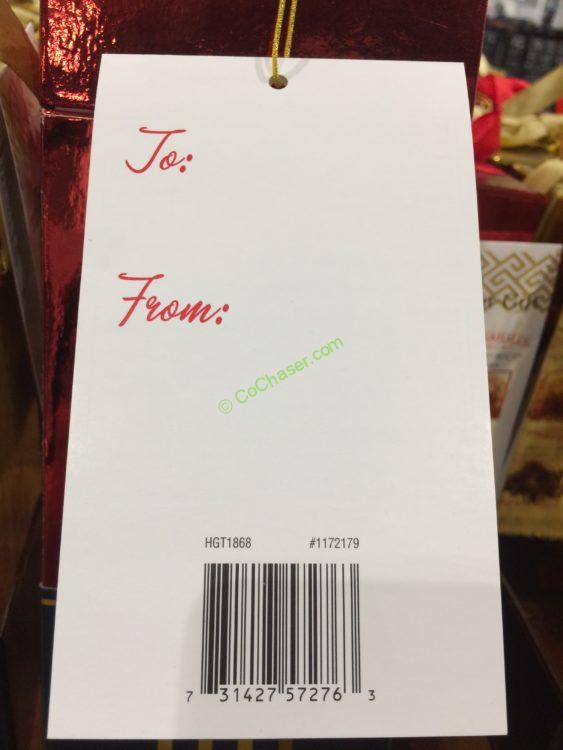 To:
From:
© CoChaser.com
HGT1868 #1172179
7 31427 57276 3